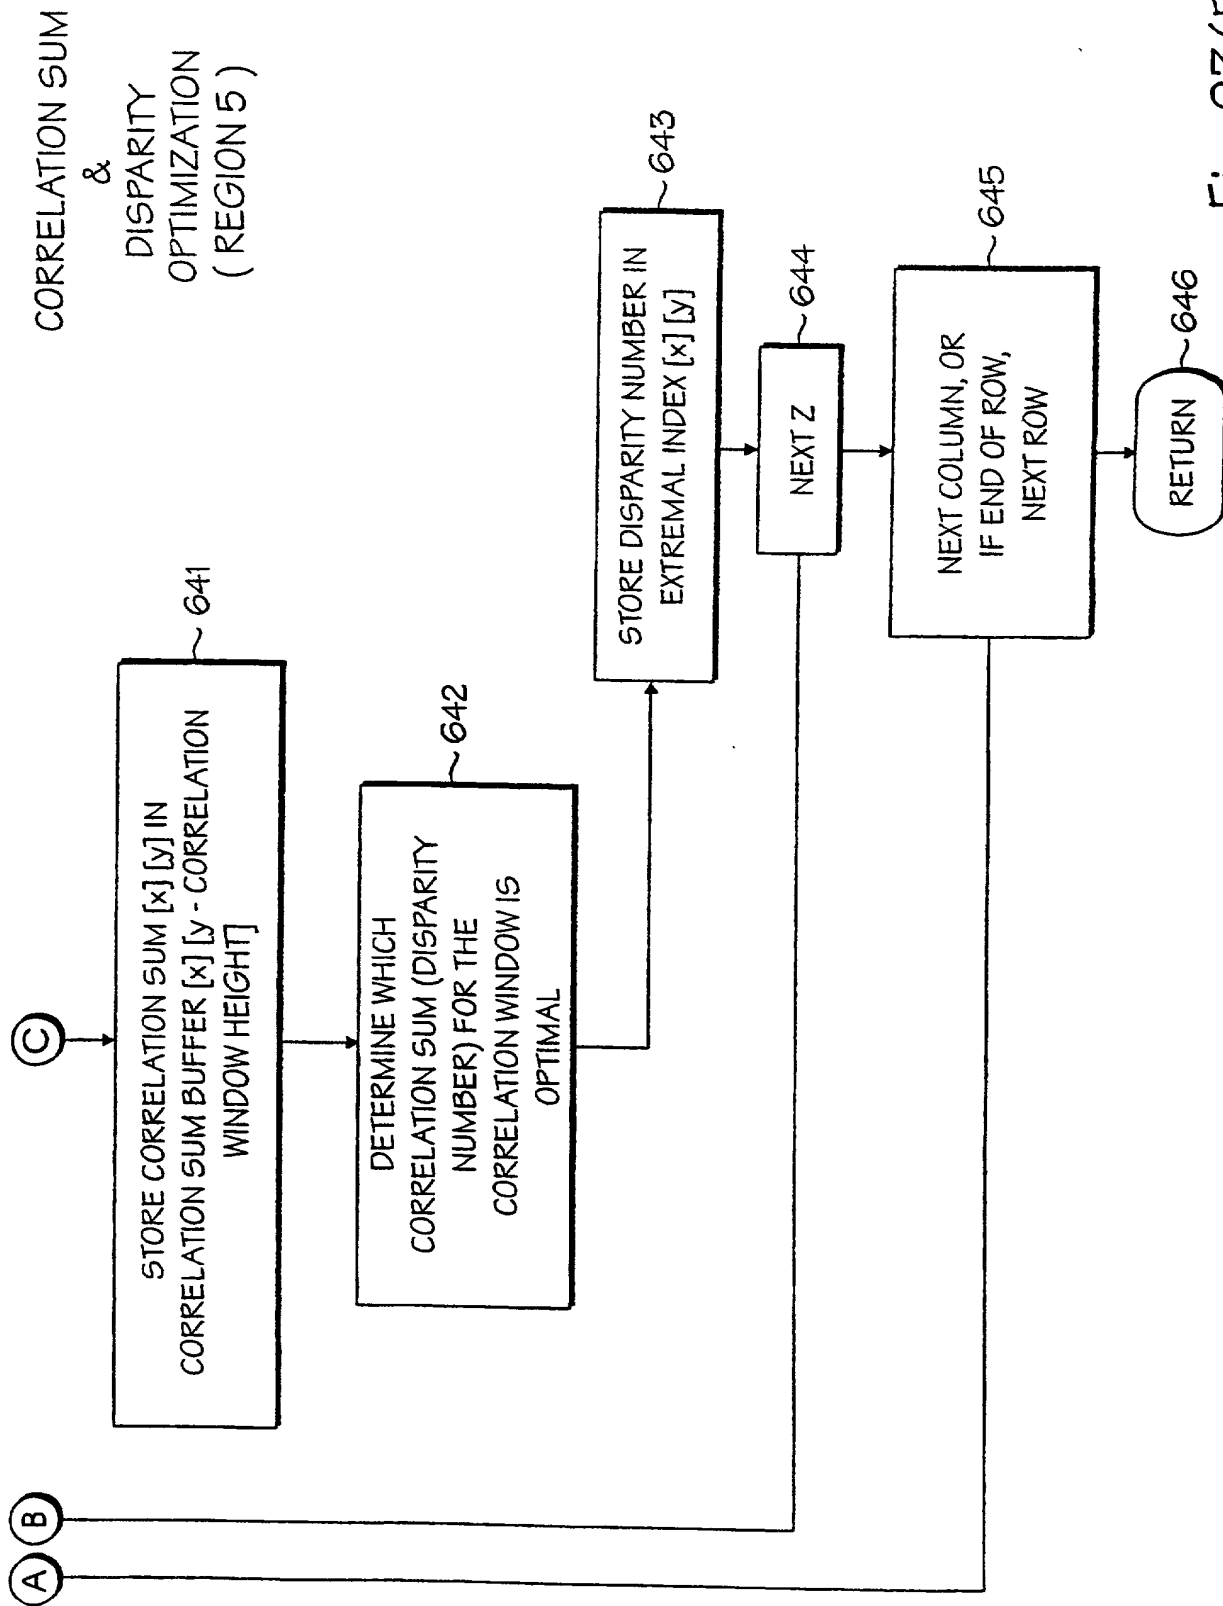 CORRELATION SUM
&
DISPARITY
OPTIMIZATION
( REGION 5 )
A
B
C
STORE CORRELATION SUM [x] [y] IN
CORRELATION SUM BUFFER [x] [y - CORRELATION
WINDOW HEIGHT]
641
DETERMINE WHICH
CORRELATION SUM (DISPARITY
NUMBER) FOR THE
CORRELATION WINDOW IS
OPTIMAL
642
STORE DISPARITY NUMBER IN
EXTREMAL INDEX [x] [y]
643
NEXT Z
644
NEXT COLUMN, OR
IF END OF ROW,
NEXT ROW
645
RETURN
646